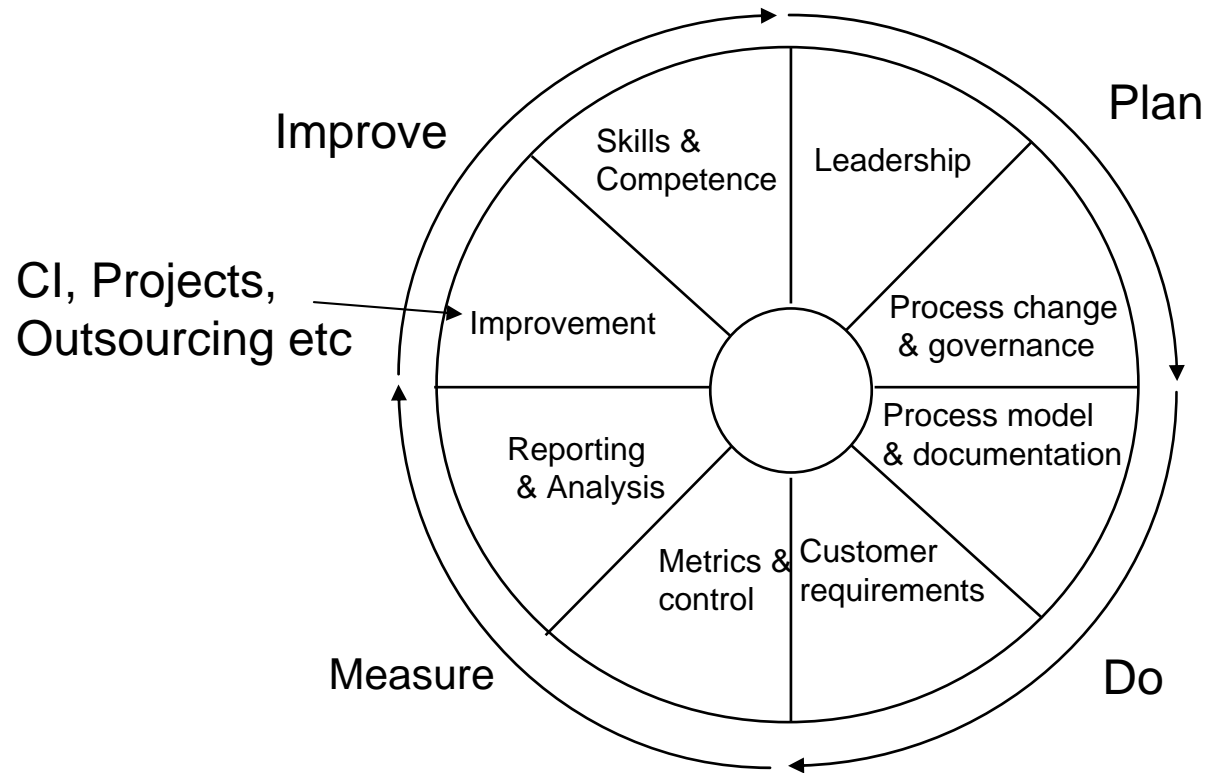 Improve
Plan
Skills &
Competence
Leadership
CI, Projects,
Outsourcing etc
Improvement
Process change
& governance
Process model
& documentation
Reporting
& Analysis
Metrics &
control
Customer
requirements
Measure
Do